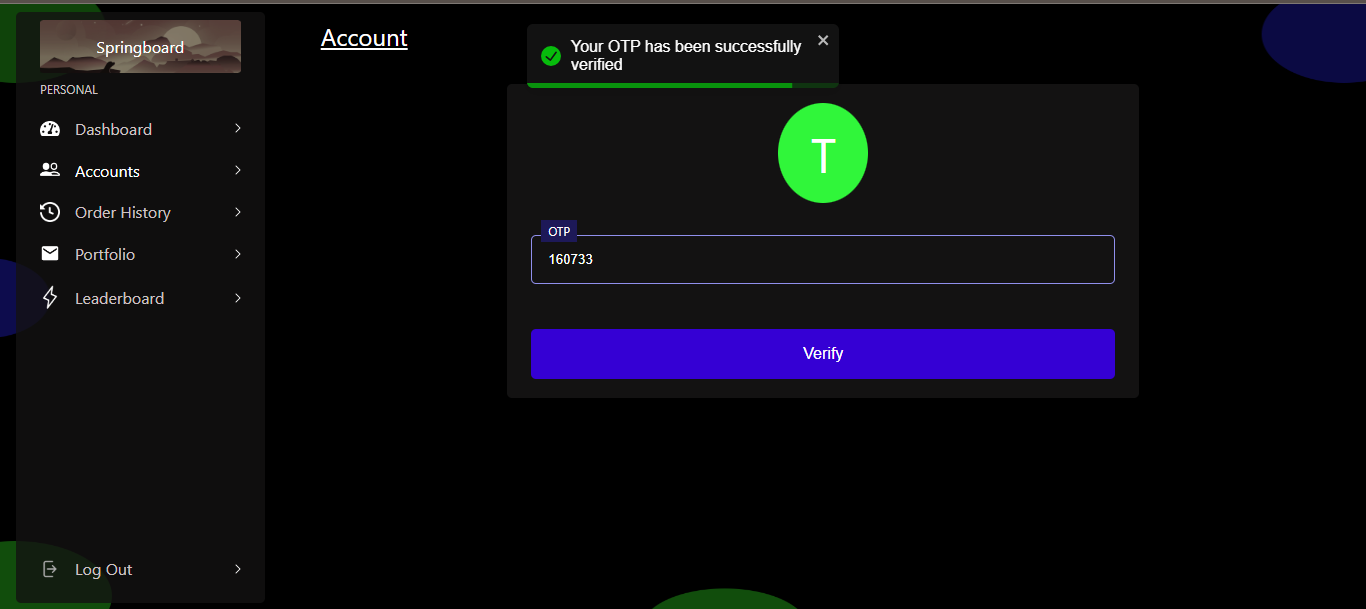 Springboard
PERSONAL
Dashboard
Accounts
Order History
Portfolio
Leaderboard
Log Out
Account
Your OTP has been successfully
verified
T
OTP
160733
Verify